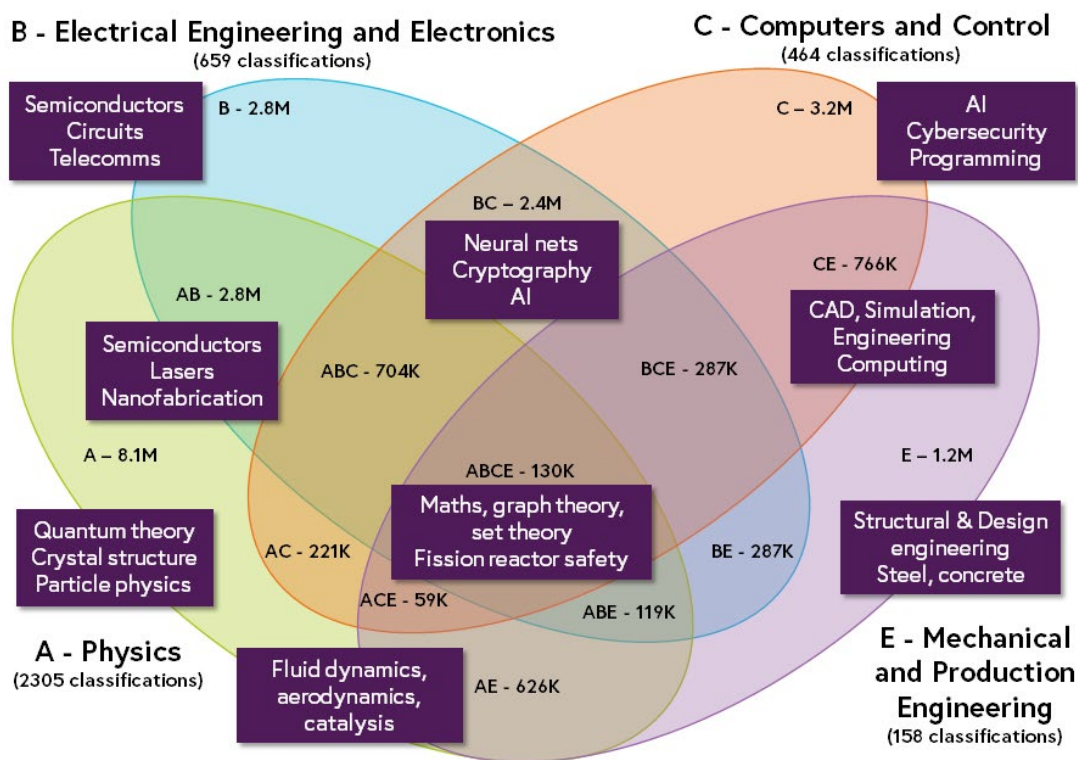 B - Electrical Engineering and Electronics
(659 classifications)
C - Computers and Control
(464 classifications)
Semiconductors
Circuits
Telecomms
B - 2.8M
C – 3.2M
AI
Cybersecurity
Programming
BC – 2.4M
Neural nets
Cryptography
AI
CE - 766K
CAD, Simulation,
Engineering
Computing
AB - 2.8M
Semiconductors
Lasers
Nanofabrication
ABC - 704K
BCE - 287K
A – 8.1M
ABCE - 130K
E – 1.2M
Maths, graph theory,
set theory
Fission reactor safety
Quantum theory
Crystal structure
Particle physics
AC - 221K
BE - 287K
Structural & Design
engineering
Steel, concrete
ACE - 59K
ABE - 119K
A - Physics
(2305 classifications)
Fluid dynamics,
aerodynamics,
catalysis
AE - 626K
E - Mechanical
and Production
Engineering
(158 classifications)